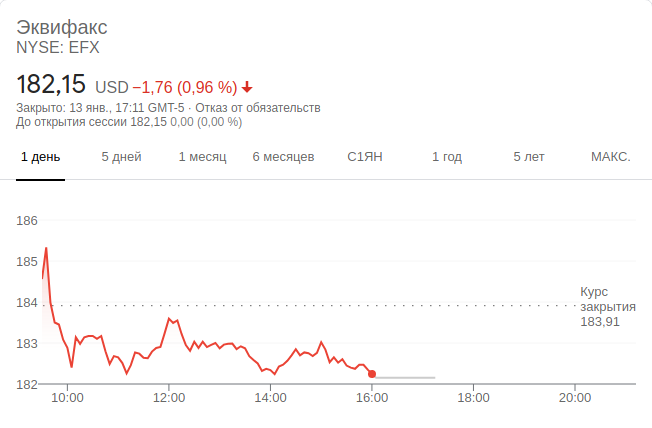 Эквифакс
NYSE: EFX
182,15 USD −1,76 (0,96 %)
Закрыто: 13 янв., 17:11 GMT-5 · Отказ от обязательств
До открытия сессии 182,15 0,00 (0,00 %)
1 день 5 дней 1 месяц 6 месяцев С1ЯН 1 год 5 лет МАКС.
186
185
184
183
182
Курс
закрытия
183,91
10:00 12:00 14:00 16:00 18:00 20:00